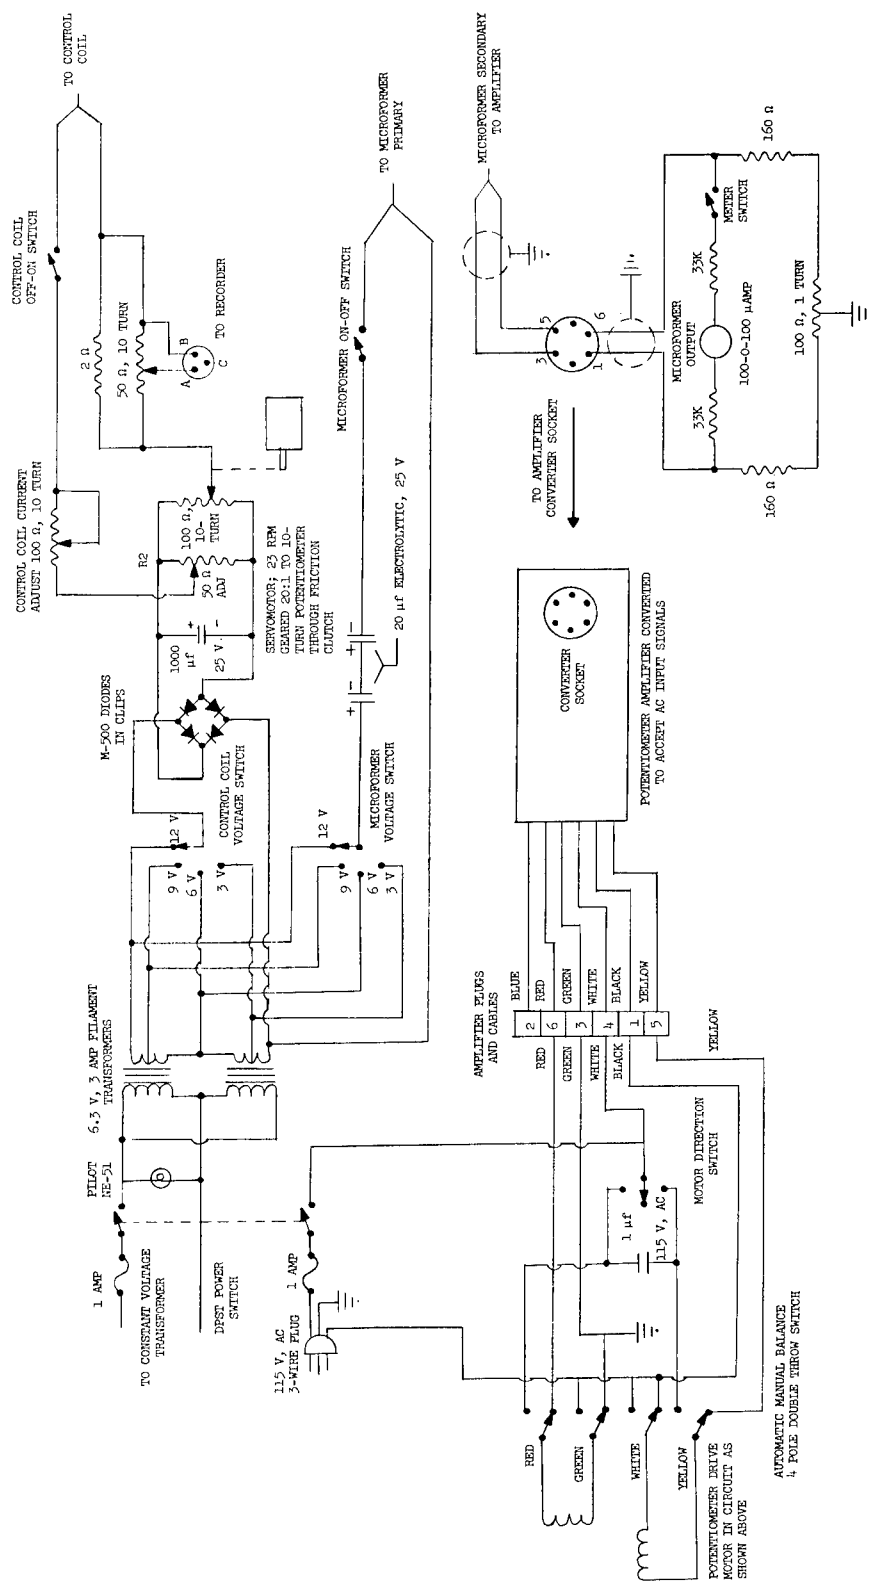 TO CONTROL
COIL
CONTROL COIL
OFF-ON SWITCH
CONTROL COIL CURRENT
ADJUST 100 Ω, 10 TURN
2 Ω
50 Ω, 10 TURN
A
B
C
TO RECORDER
R2
100 Ω,
10-
TURN
50 Ω
ADJ
1000
μf
25 V
+
-
SERVOMOTOR; 23 RPM
GEARED 20:1 TO 10-
TURN POTENTIOMETER
THROUGH FRICTION
CLUTCH
M-500 DIODES
IN CLIPS
12 V
9 V
6 V
3 V
CONTROL COIL
VOLTAGE SWITCH
6.3 V, 3 AMP FILAMENT
TRANSFORMERS
PILOT
NE-51
1 AMP
TO CONSTANT VOLTAGE
TRANSFORMER
DPST POWER
SWITCH
TO MICROFORMER
PRIMARY
MICROFORMER ON-OFF SWITCH
+ -
+ -
20 μf ELECTROLYTIC, 25 V
12 V
9 V
6 V
3 V
MICROFORMER
VOLTAGE SWITCH
1 AMP
115 V, AC
3-WIRE PLUG
MICROFORMER SECONDARY
TO AMPLIFIER
3
5
1
6
TO AMPLIFIER
CONVERTER SOCKET
MICROFORMER
OUTPUT
100-0-100 μAMP
33K
33K
METER
SWITCH
160 Ω
160 Ω
100 Ω, 1 TURN
CONVERTER
SOCKET
POTENTIOMETER AMPLIFIER CONVERTED
TO ACCEPT AC INPUT SIGNALS
AMPLIFIER PLUGS
AND CABLES
BLUE
RED
GREEN
WHITE
BLACK
YELLOW
2
6
3
4
1
5
RED
GREEN
WHITE
BLACK
YELLOW
MOTOR DIRECTION
SWITCH
1 μf
115 V, AC
RED
GREEN
WHITE
YELLOW
AUTOMATIC MANUAL BALANCE
4 POLE DOUBLE THROW SWITCH
POTENTIOMETER DRIVE
MOTOR IN CIRCUIT AS
SHOWN ABOVE